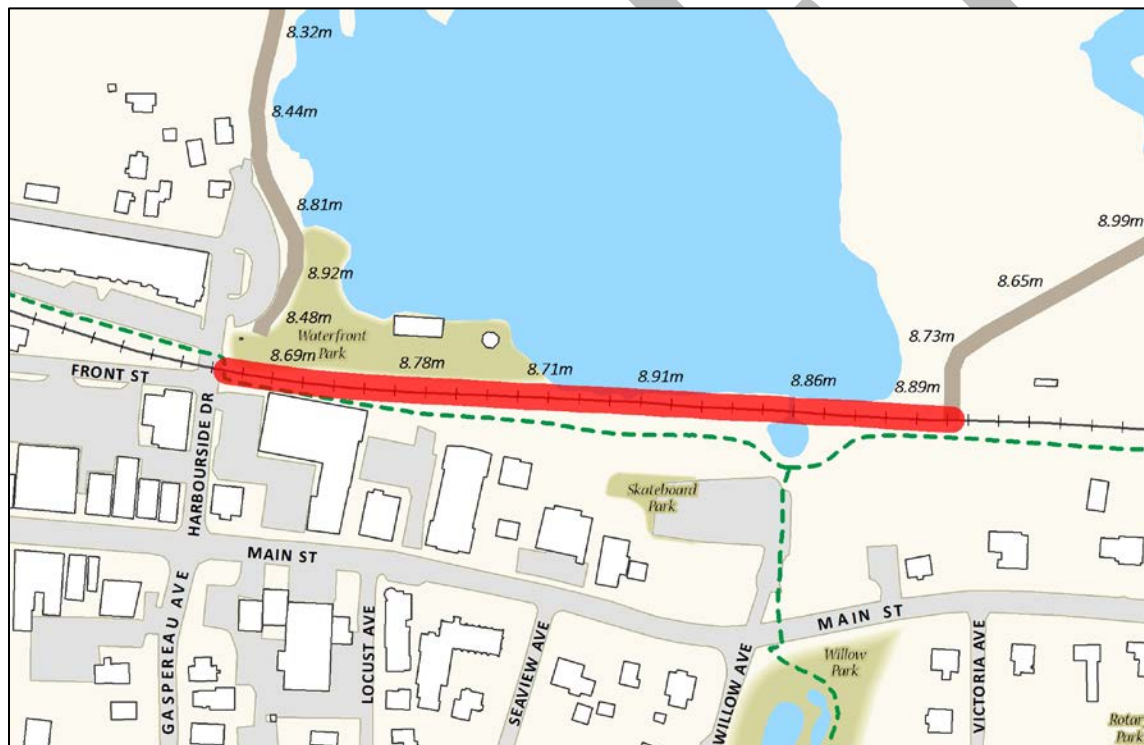 8.32m
8.44m
8.81m
8.99m
8.92m
8.65m
8.48m
8.73m
Waterfront
Park
8.69m
8.78m
8.71m
8.91m
8.86m
8.89m
FRONT ST
HARBOURSIDE DR
Skateboard
Park
MAIN ST
GASPEREAU AVE
LOCUST AVE
SEAVIEW AVE
WILLOW AVE
MAIN ST
VICTORIA AVE
Willow
Park
Rotar
Park